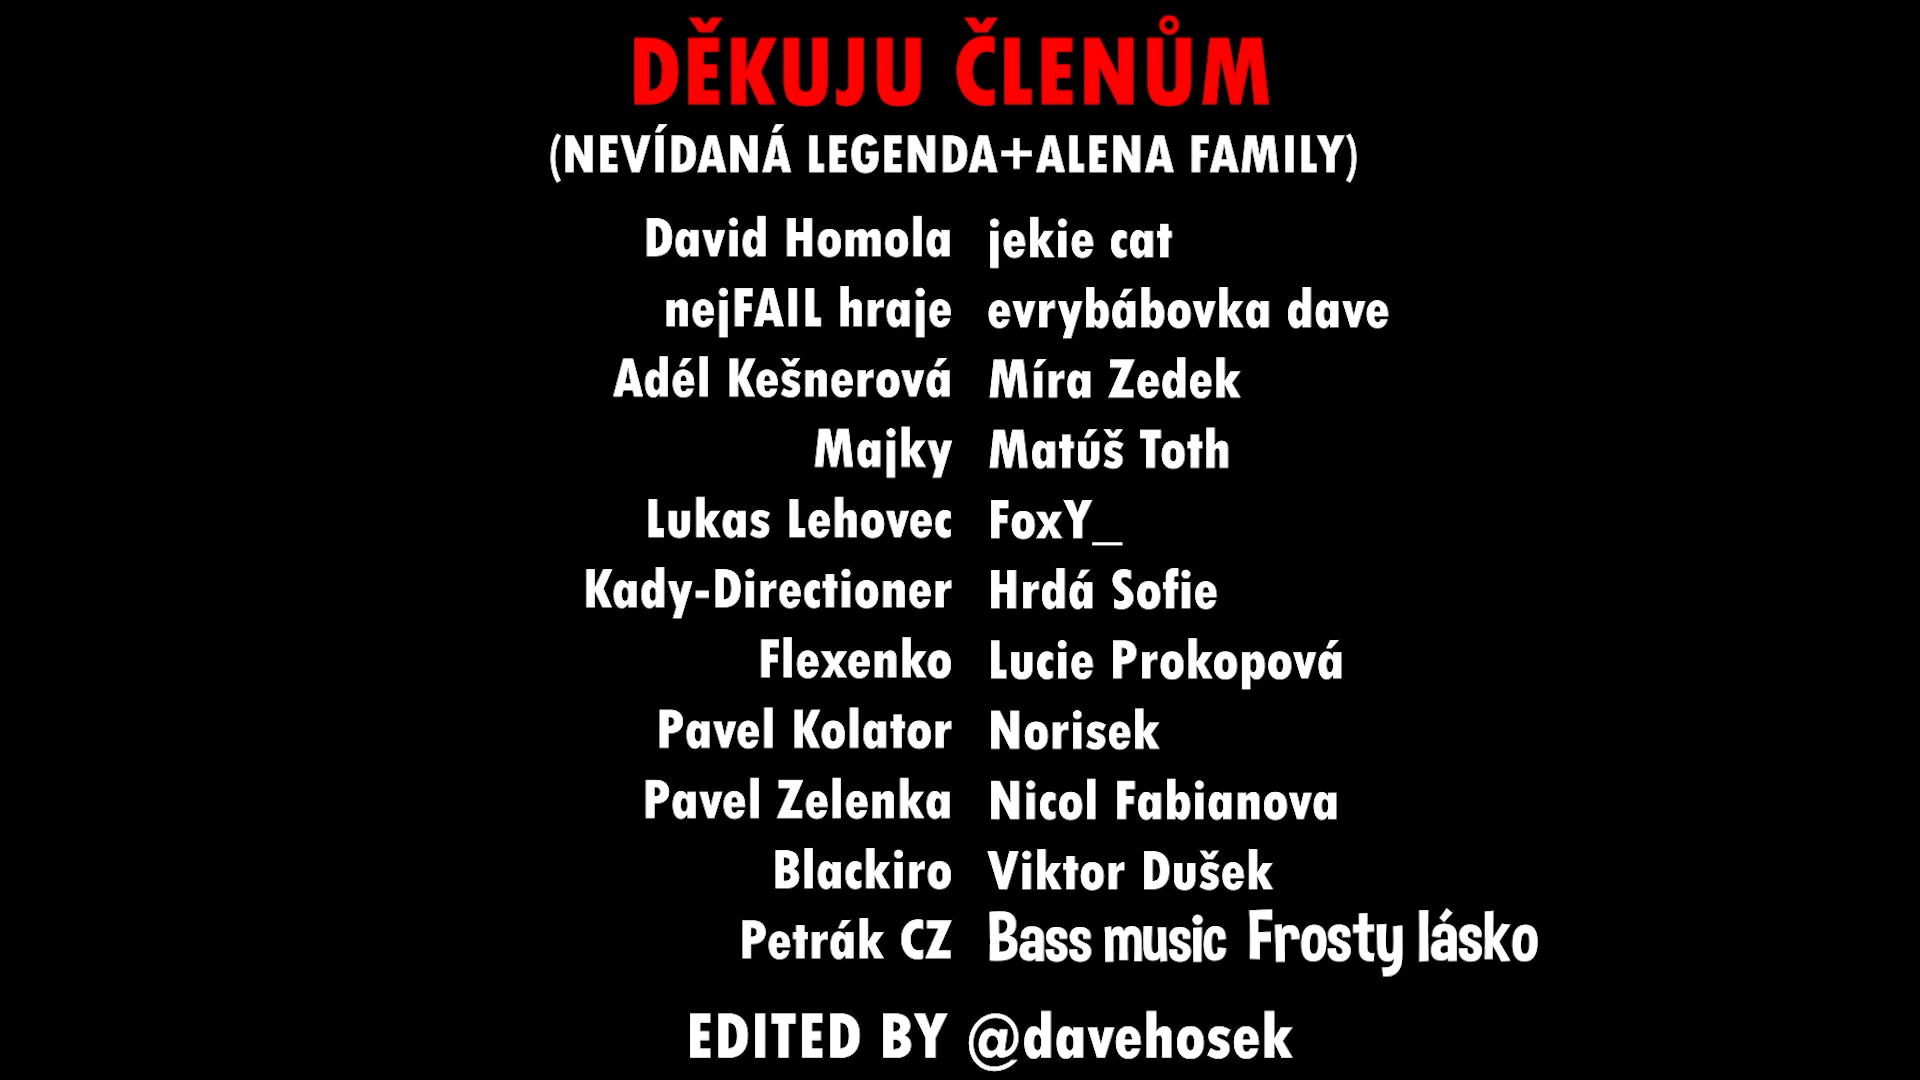 DĚKUJU ČLENŮM
(NEVÍDANÁ LEGENDA+ALENA FAMILY)
David Homola jekie cat
nejFAIL hraje evrybábovka dave
Adél Kešnerová Míra Zedek
Majky Matúš Toth
Lukas Lehovec FoxY_
Kady-Directioner Hrdá Sofie
Flexenko Lucie Prokopová
Pavel Kolator Norisek
Pavel Zelenka Nicol Fabianova
Blackiro Viktor Dušek
Petrák CZ Bass music Frosty lásko
EDITED BY @davehosek